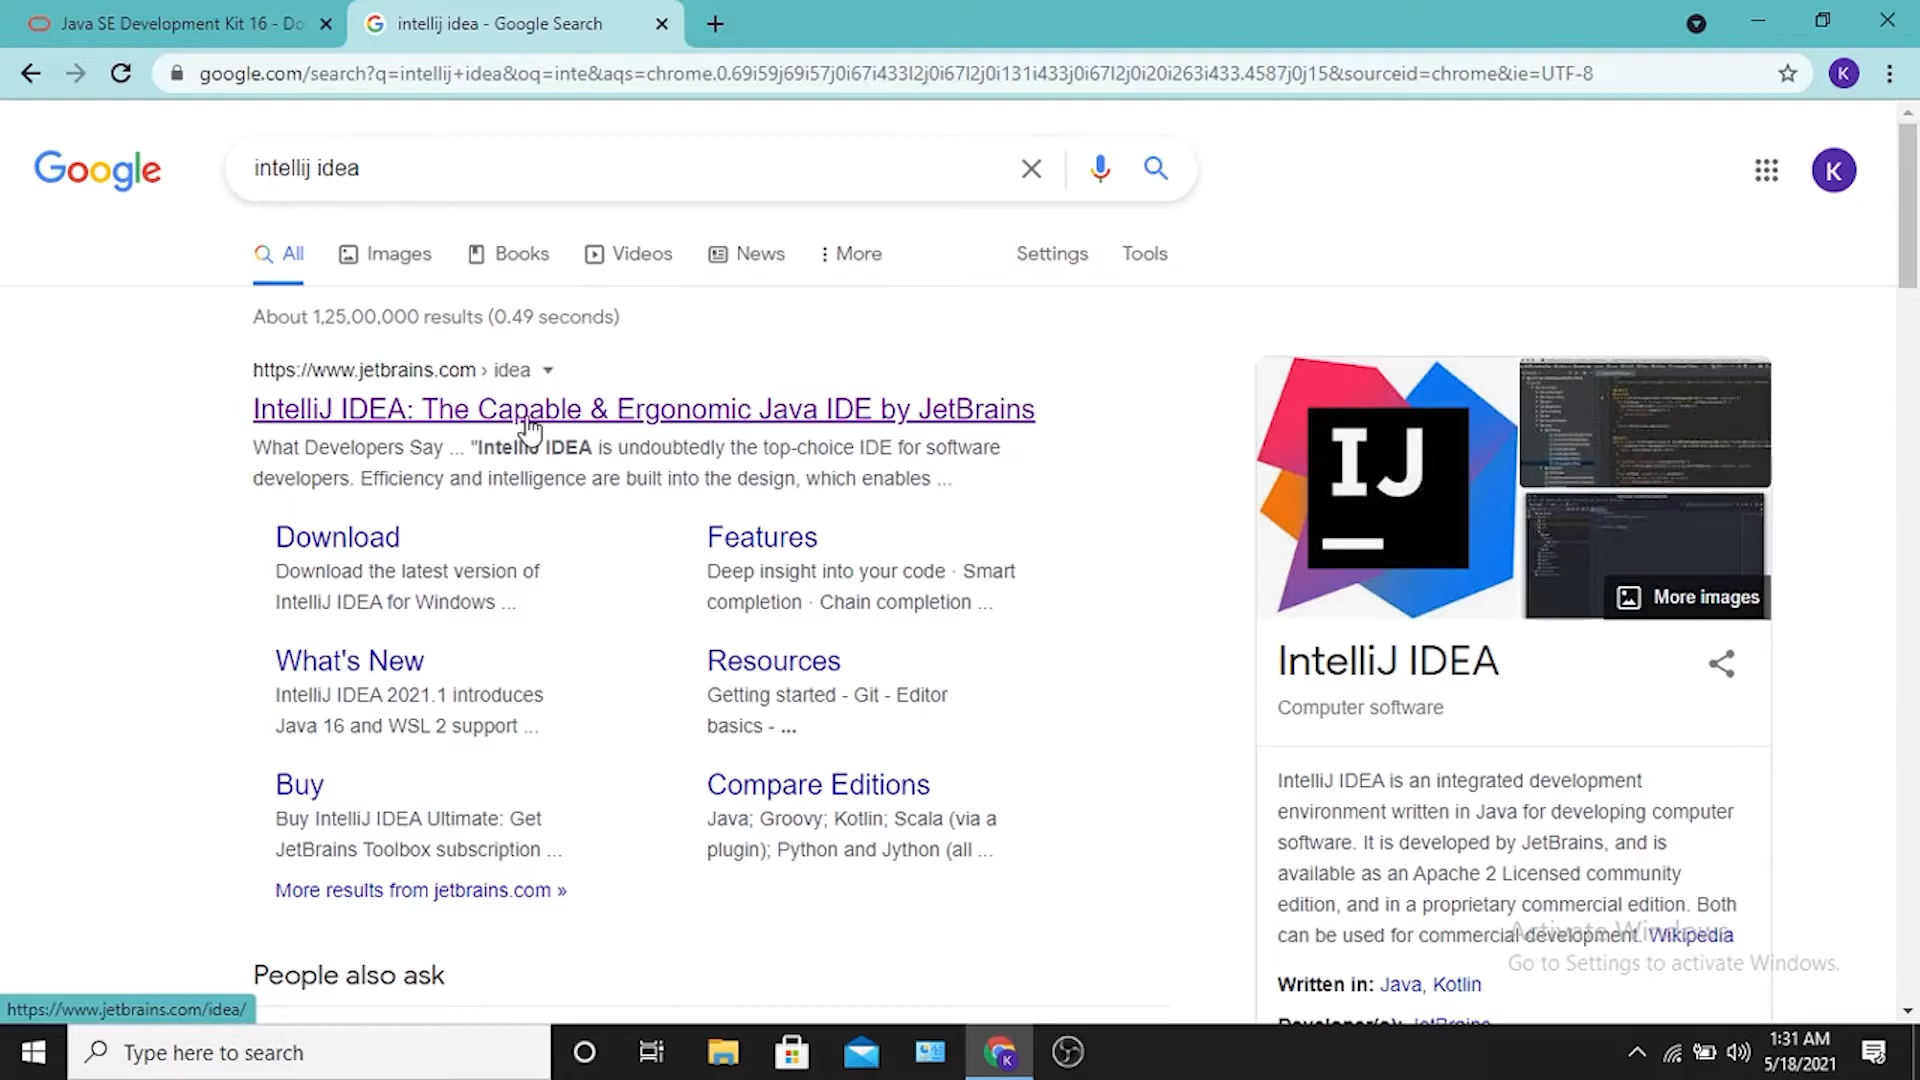 Java SE Development Kit 16 - Do
intellij idea - Google Search
google.com/search?q=intellij+idea&oq=inte&aqs=chrome.0.69i59j69i57j0i67i433l2j0i67l2j0i131i433j0i67l2j0i20i263i433.4587j0j15&sourceid=chrome&ie=UTF-8
K
Google
intellij idea
K
All
Images
Books
Videos
News
More
Settings
Tools
About 1,25,00,000 results (0.49 seconds)
https://www.jetbrains.com › idea
IntelliJ IDEA: The Capable & Ergonomic Java IDE by JetBrains
What Developers Say ... "IntelliJ IDEA is undoubtedly the top-choice IDE for software
developers. Efficiency and intelligence are built into the design, which enables ...
Download
Download the latest version of
IntelliJ IDEA for Windows ...
Features
Deep insight into your code · Smart
completion · Chain completion ...
What's New
IntelliJ IDEA 2021.1 introduces
Java 16 and WSL 2 support ...
Resources
Getting started - Git - Editor
basics - ...
Buy
Buy IntelliJ IDEA Ultimate: Get
JetBrains Toolbox subscription ...
Compare Editions
Java; Groovy; Kotlin; Scala (via a
plugin); Python and Jython (all ...
More results from jetbrains.com »
People also ask
IJ
More images
IntelliJ IDEA
Computer software
IntelliJ IDEA is an integrated development
environment written in Java for developing computer
software. It is developed by JetBrains, and is
available as an Apache 2 Licensed community
edition, and in a proprietary commercial edition. Both
can be used for commercial development. Wikipedia
Activate Windows
Go to Settings to activate Windows.
Written in: Java, Kotlin
Developer(s): JetBrains
https://www.jetbrains.com/idea/
Type here to search
K
1:31 AM
5/18/2021